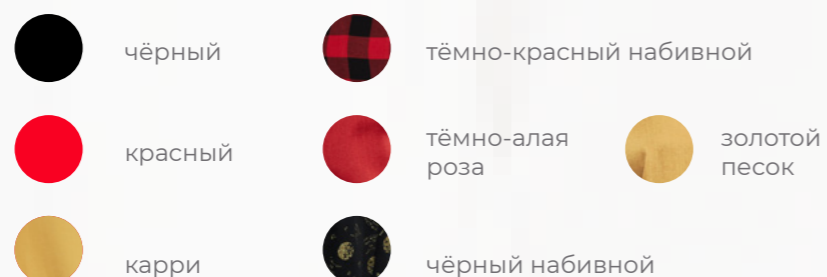 чёрный
тёмно-красный набивной
красный
тёмно-алая
роза
золотой
песок
карри
чёрный набивной